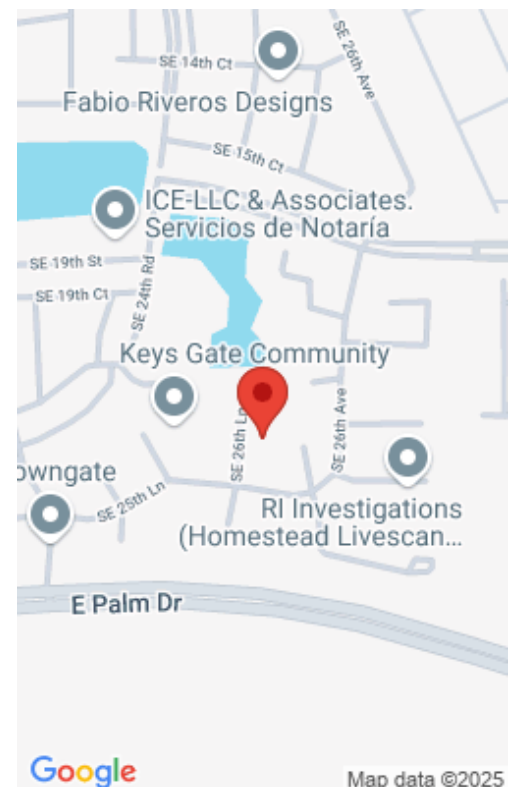 SE 14th Ct
SE 26th Ave
Fabio Riveros Designs
SE 15th Ct
ICE-LLC & Associates.
Servicios de Notaría
SE 19th St
SE 19th Ct
SE 24th Rd
Keys Gate Community
SE 26th Ln
SE 26th Ave
owngate
SE 25th Ln
RI Investigations
(Homestead Livescan...
E Palm Dr
Google
Map data ©2025